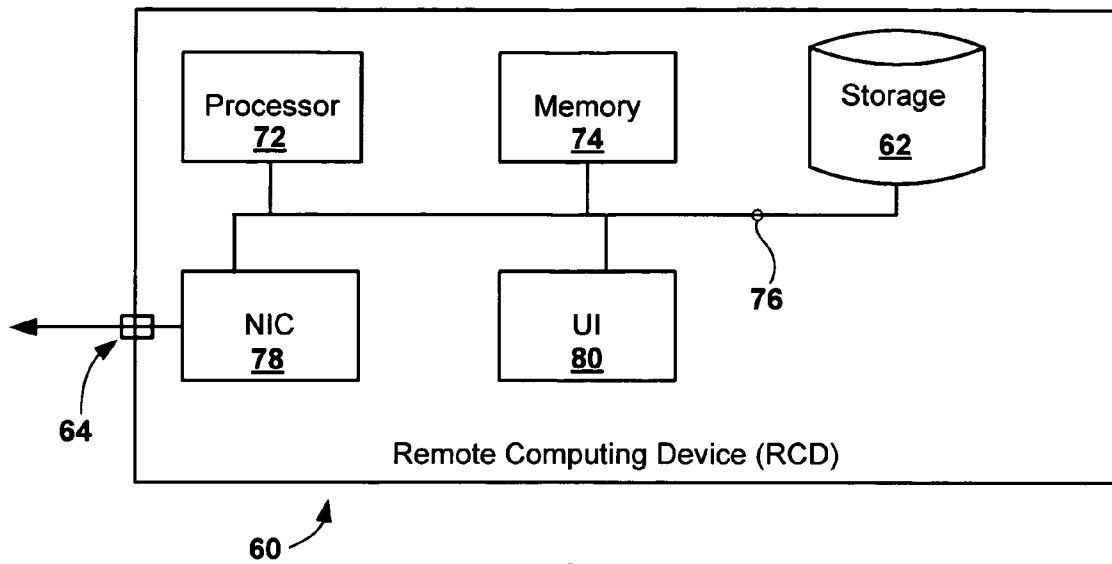 Processor
72
Memory
74
Storage
62
76
NIC
78
UI
80
64
Remote Computing Device (RCD)
60